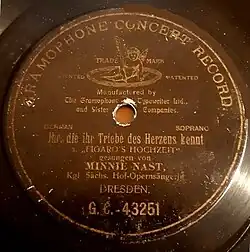 GRAMOPHONE CONCERT RECORD.
TRADE MARK
PATENTED PATENTED
Manufactured by
The Gramophone & Typewriter Ltd.,
and Sister Companies.
GERMAN SOPRANO
Ihr, die ihr Triebe des Herzens kennt
a. „FIGARO'S HOCHZEIT"
gesungen von
MINNIE NAST,
Kgl. Sächs. Hof-Opernsängerin
DRESDEN.
G.C.-43251